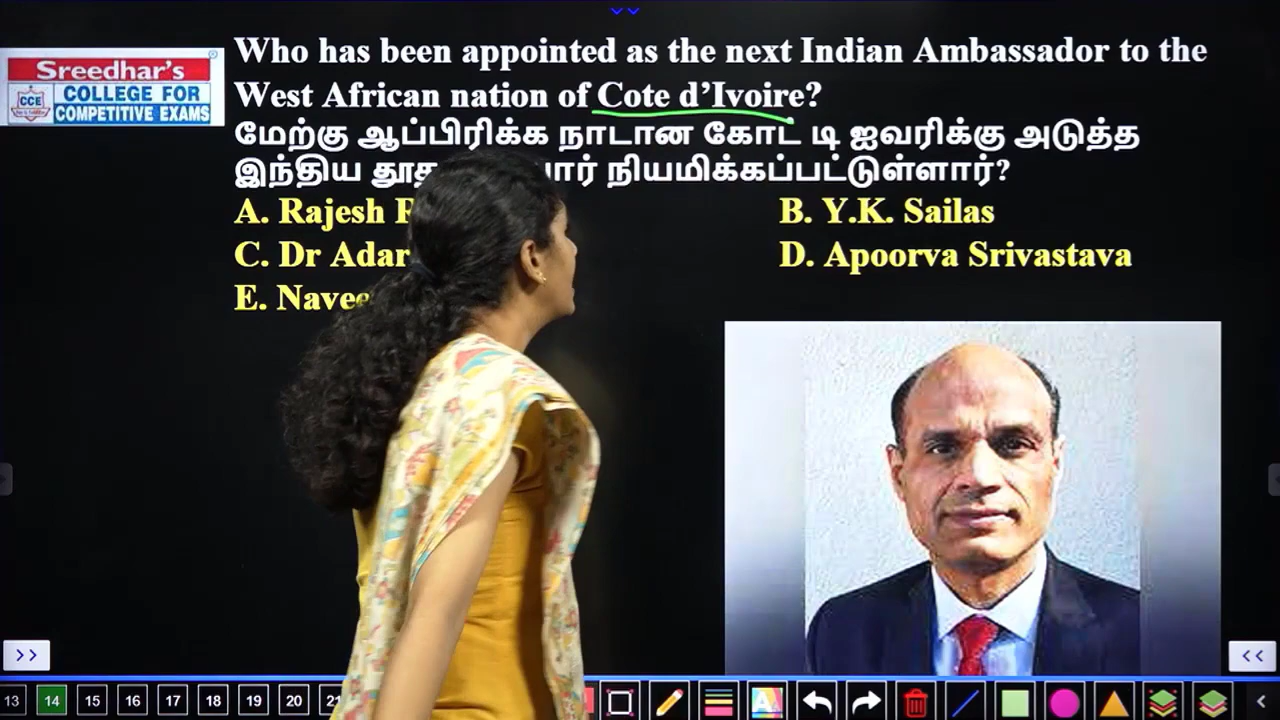 Sreedhar's
CCE
COLLEGE FOR
COMPETITIVE EXAMS
Who has been appointed as the next Indian Ambassador to the
West African nation of Cote d'Ivoire?
மேற்கு ஆப்பிரிக்க நாடான கோட் டி ஐவரிக்கு அடுத்த
இந்திய நியமிக்கப்பட்டுள்ளார்?
A. Rajesh
B. Y.K. Sailas
C. Dr
D. Apoorva Srivastava
E.
>>
<<
13 14 15 16 17 18 19 20
A
<